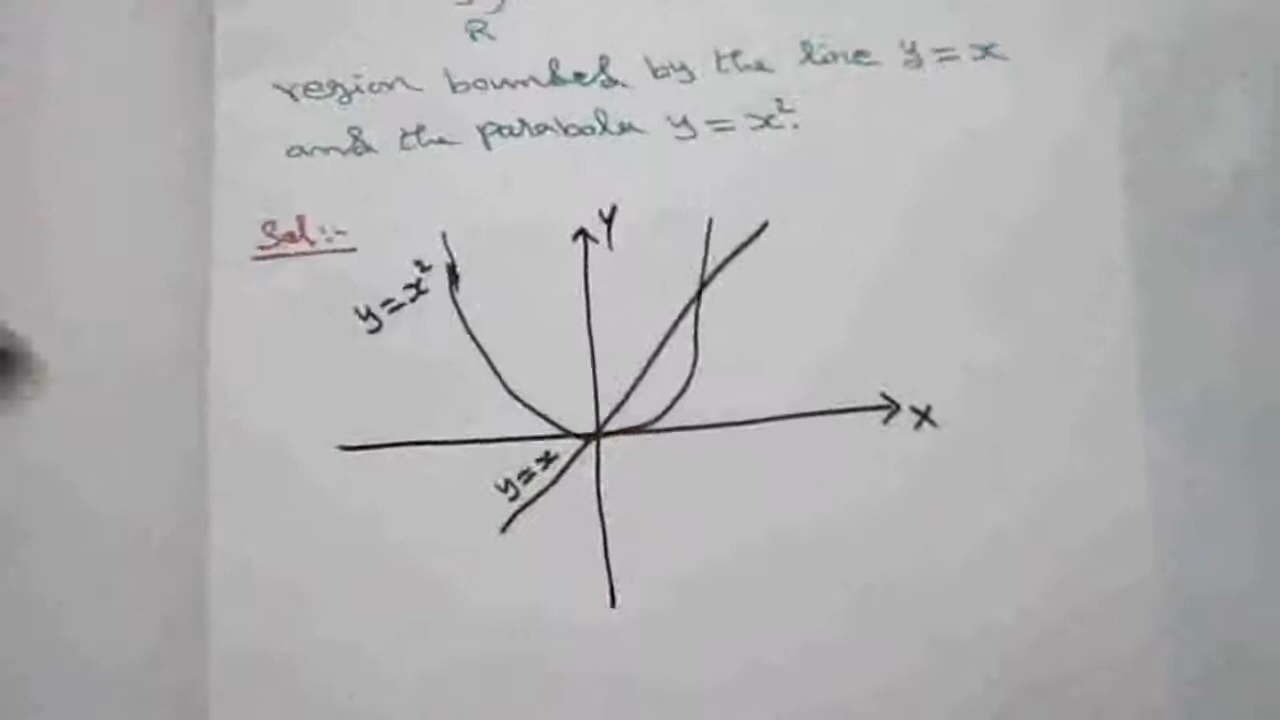 R
region bounded by the line y = x
and the parabola y = x².
Sol :-
Y
y = x²
X
y = x